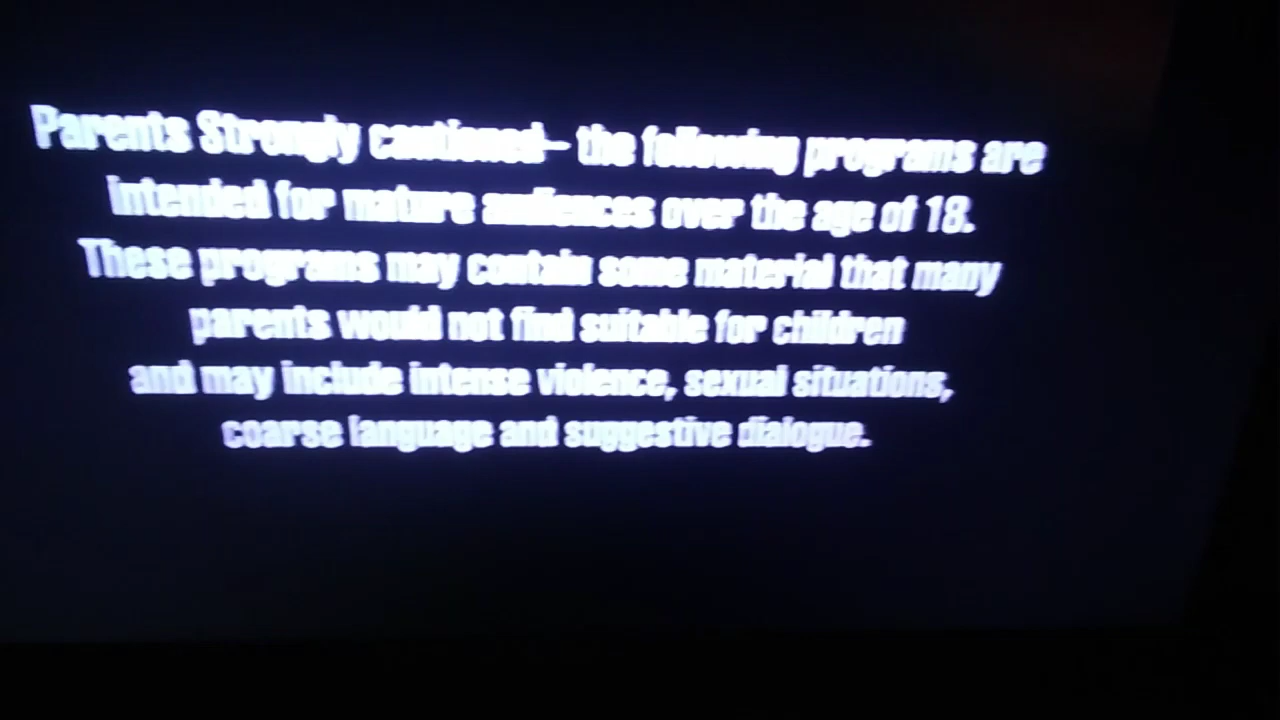 Parents Strongly cautioned- the following programs are
intended for mature audiences over the age of 18.
These programs may contain some material that many
parents would not find suitable for children
and may include intense violence, sexual situations,
coarse language and suggestive dialogue.